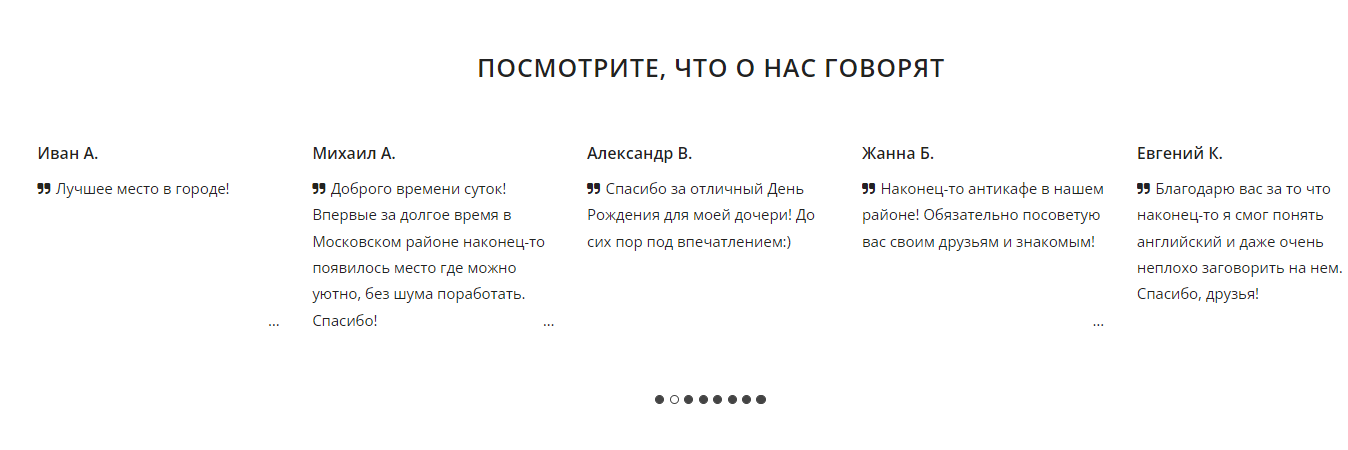 ПОСМОТРИТЕ, ЧТО О НАС ГОВОРЯТ
Иван А.
❞ Лучшее место в городе!
...
Михаил А.
❞ Доброго времени суток!
Впервые за долгое время в
Московском районе наконец-то
появилось место где можно
уютно, без шума поработать.
Спасибо!
...
Александр В.
❞ Спасибо за отличный День
Рождения для моей дочери! До
сих пор под впечатлением:)
Жанна Б.
❞ Наконец-то антикафе в нашем
районе! Обязательно посоветую
вас своим друзьям и знакомым!
...
Евгений К.
❞ Благодарю вас за то что
наконец-то я смог понять
английский и даже очень
неплохо заговорить на нем.
Спасибо, друзья!